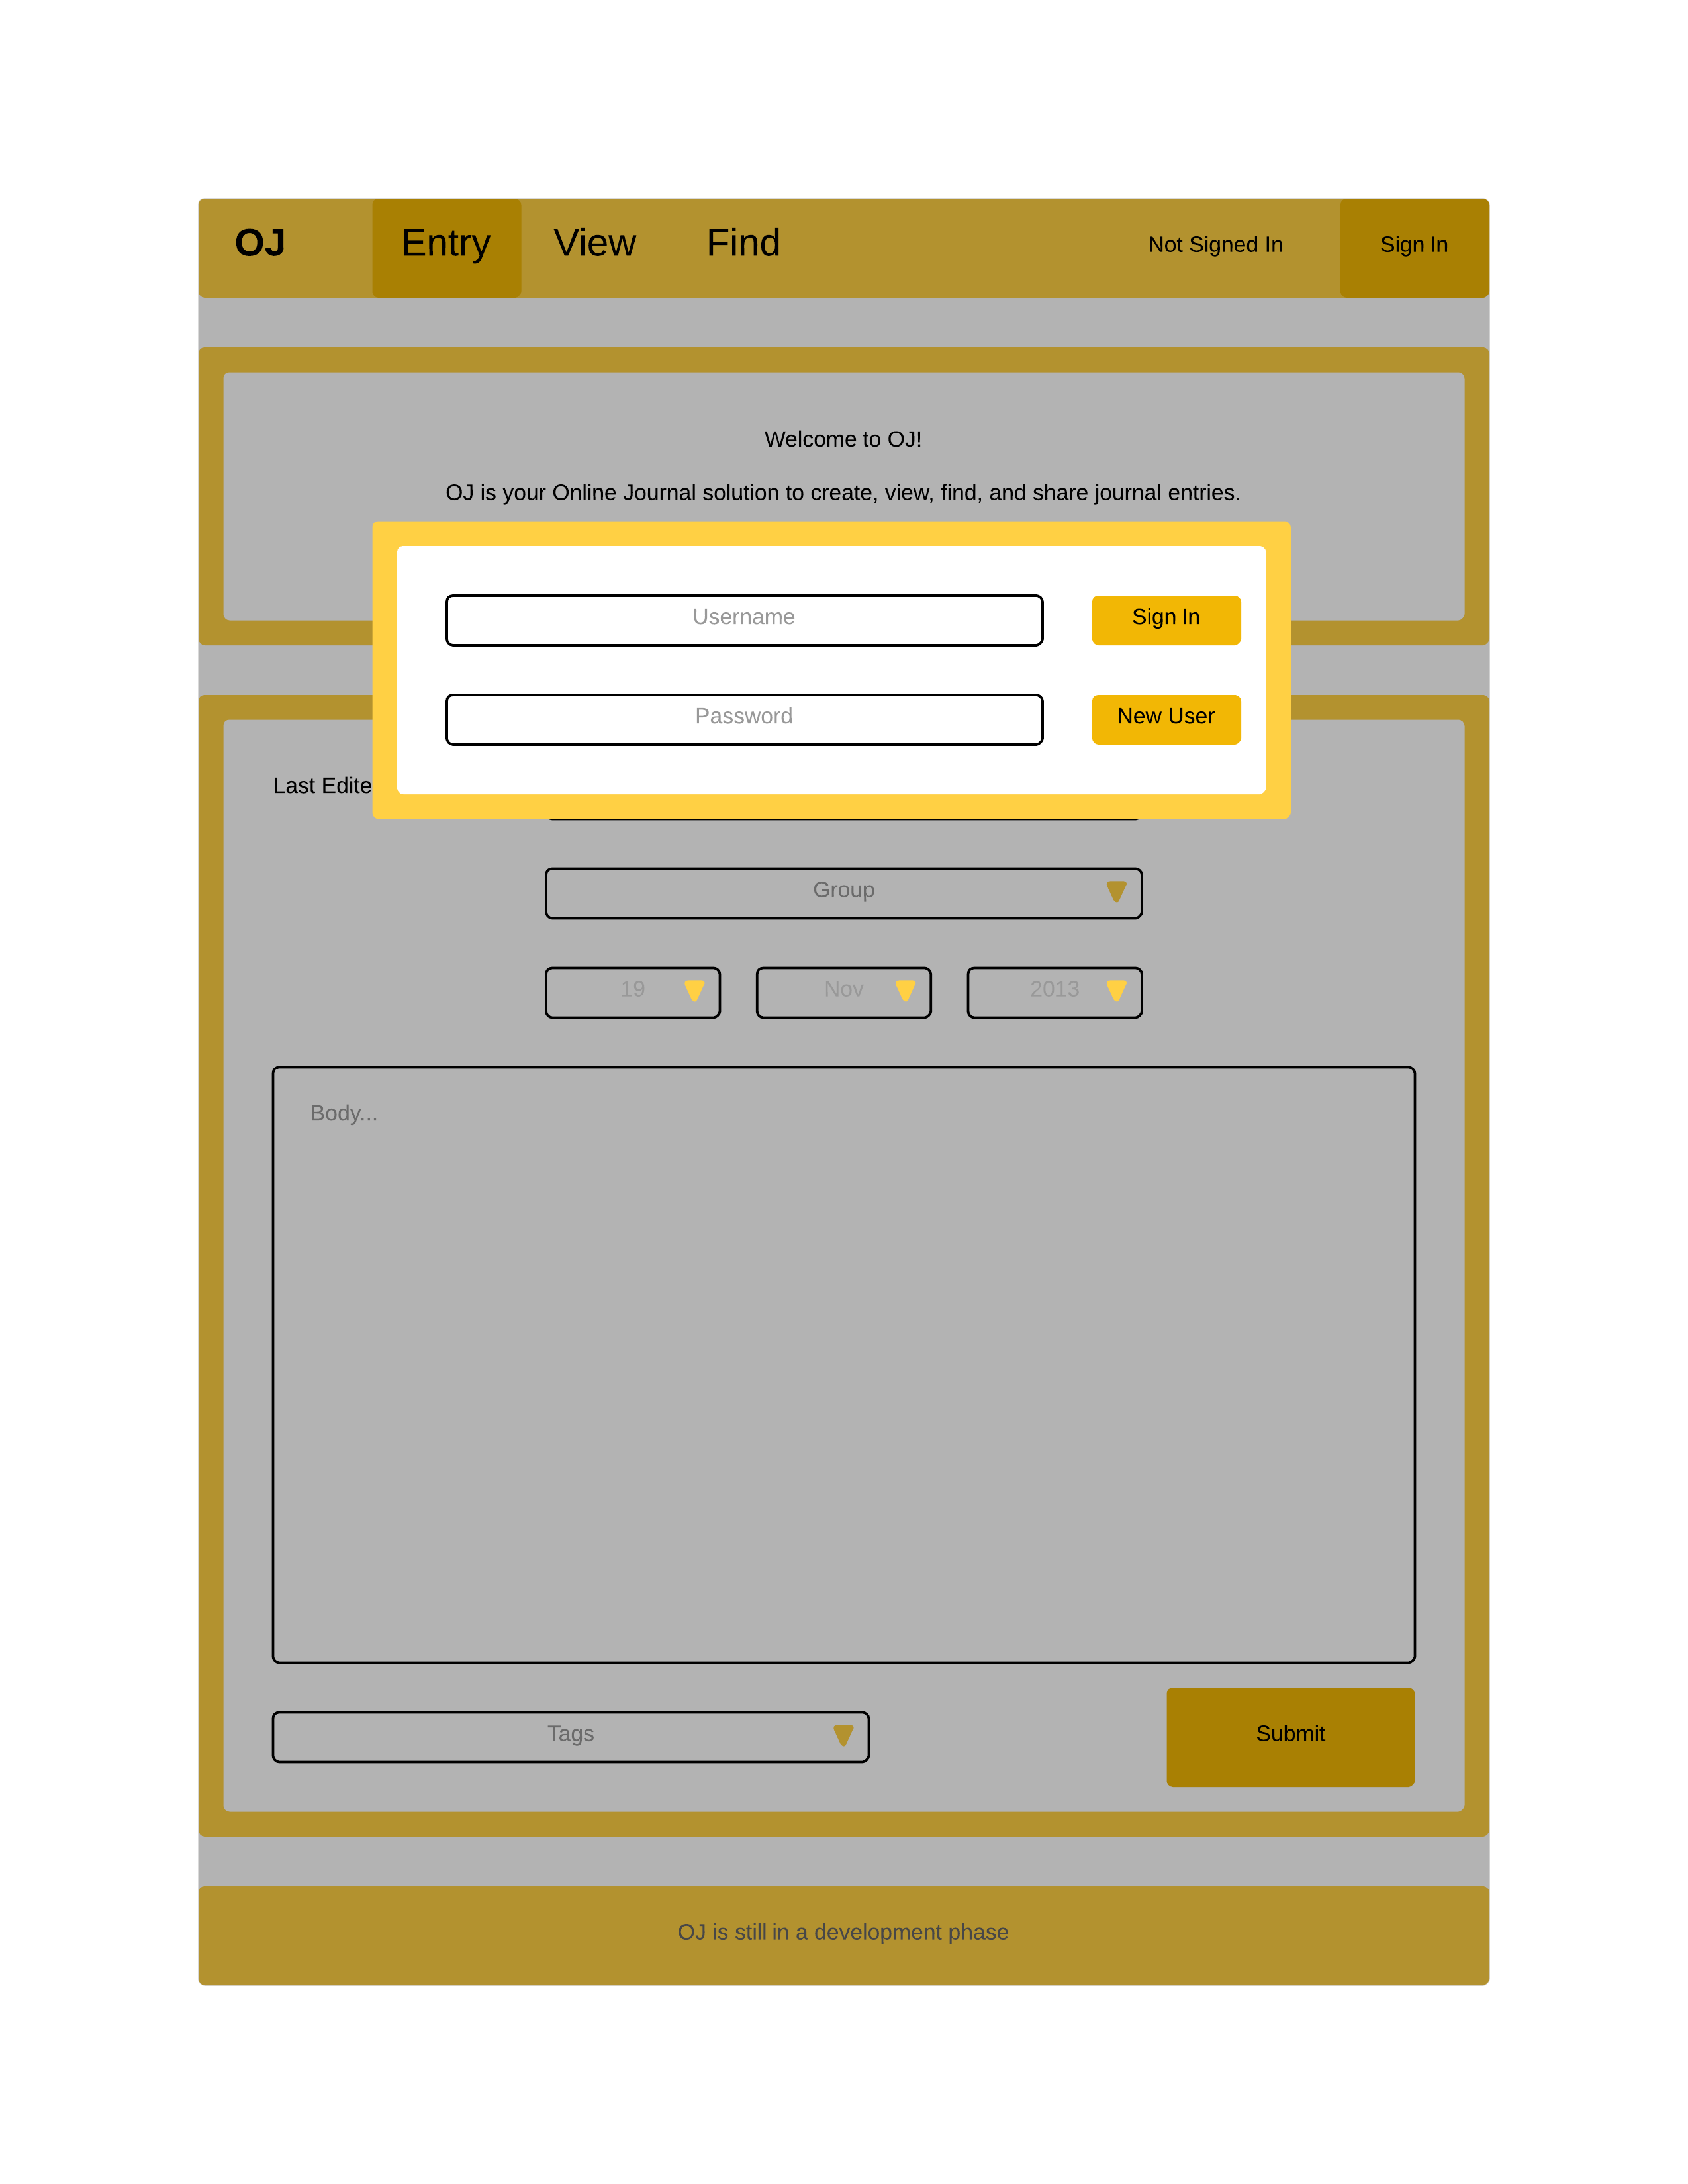 OJ Entry View Find Not Signed In Sign In
Welcome to OJ!
OJ is your Online Journal solution to create, view, find, and share journal entries.
Username Sign In
Password New User
Last Edite
Group
19 Nov 2013
Body...
Tags Submit
OJ is still in a development phase